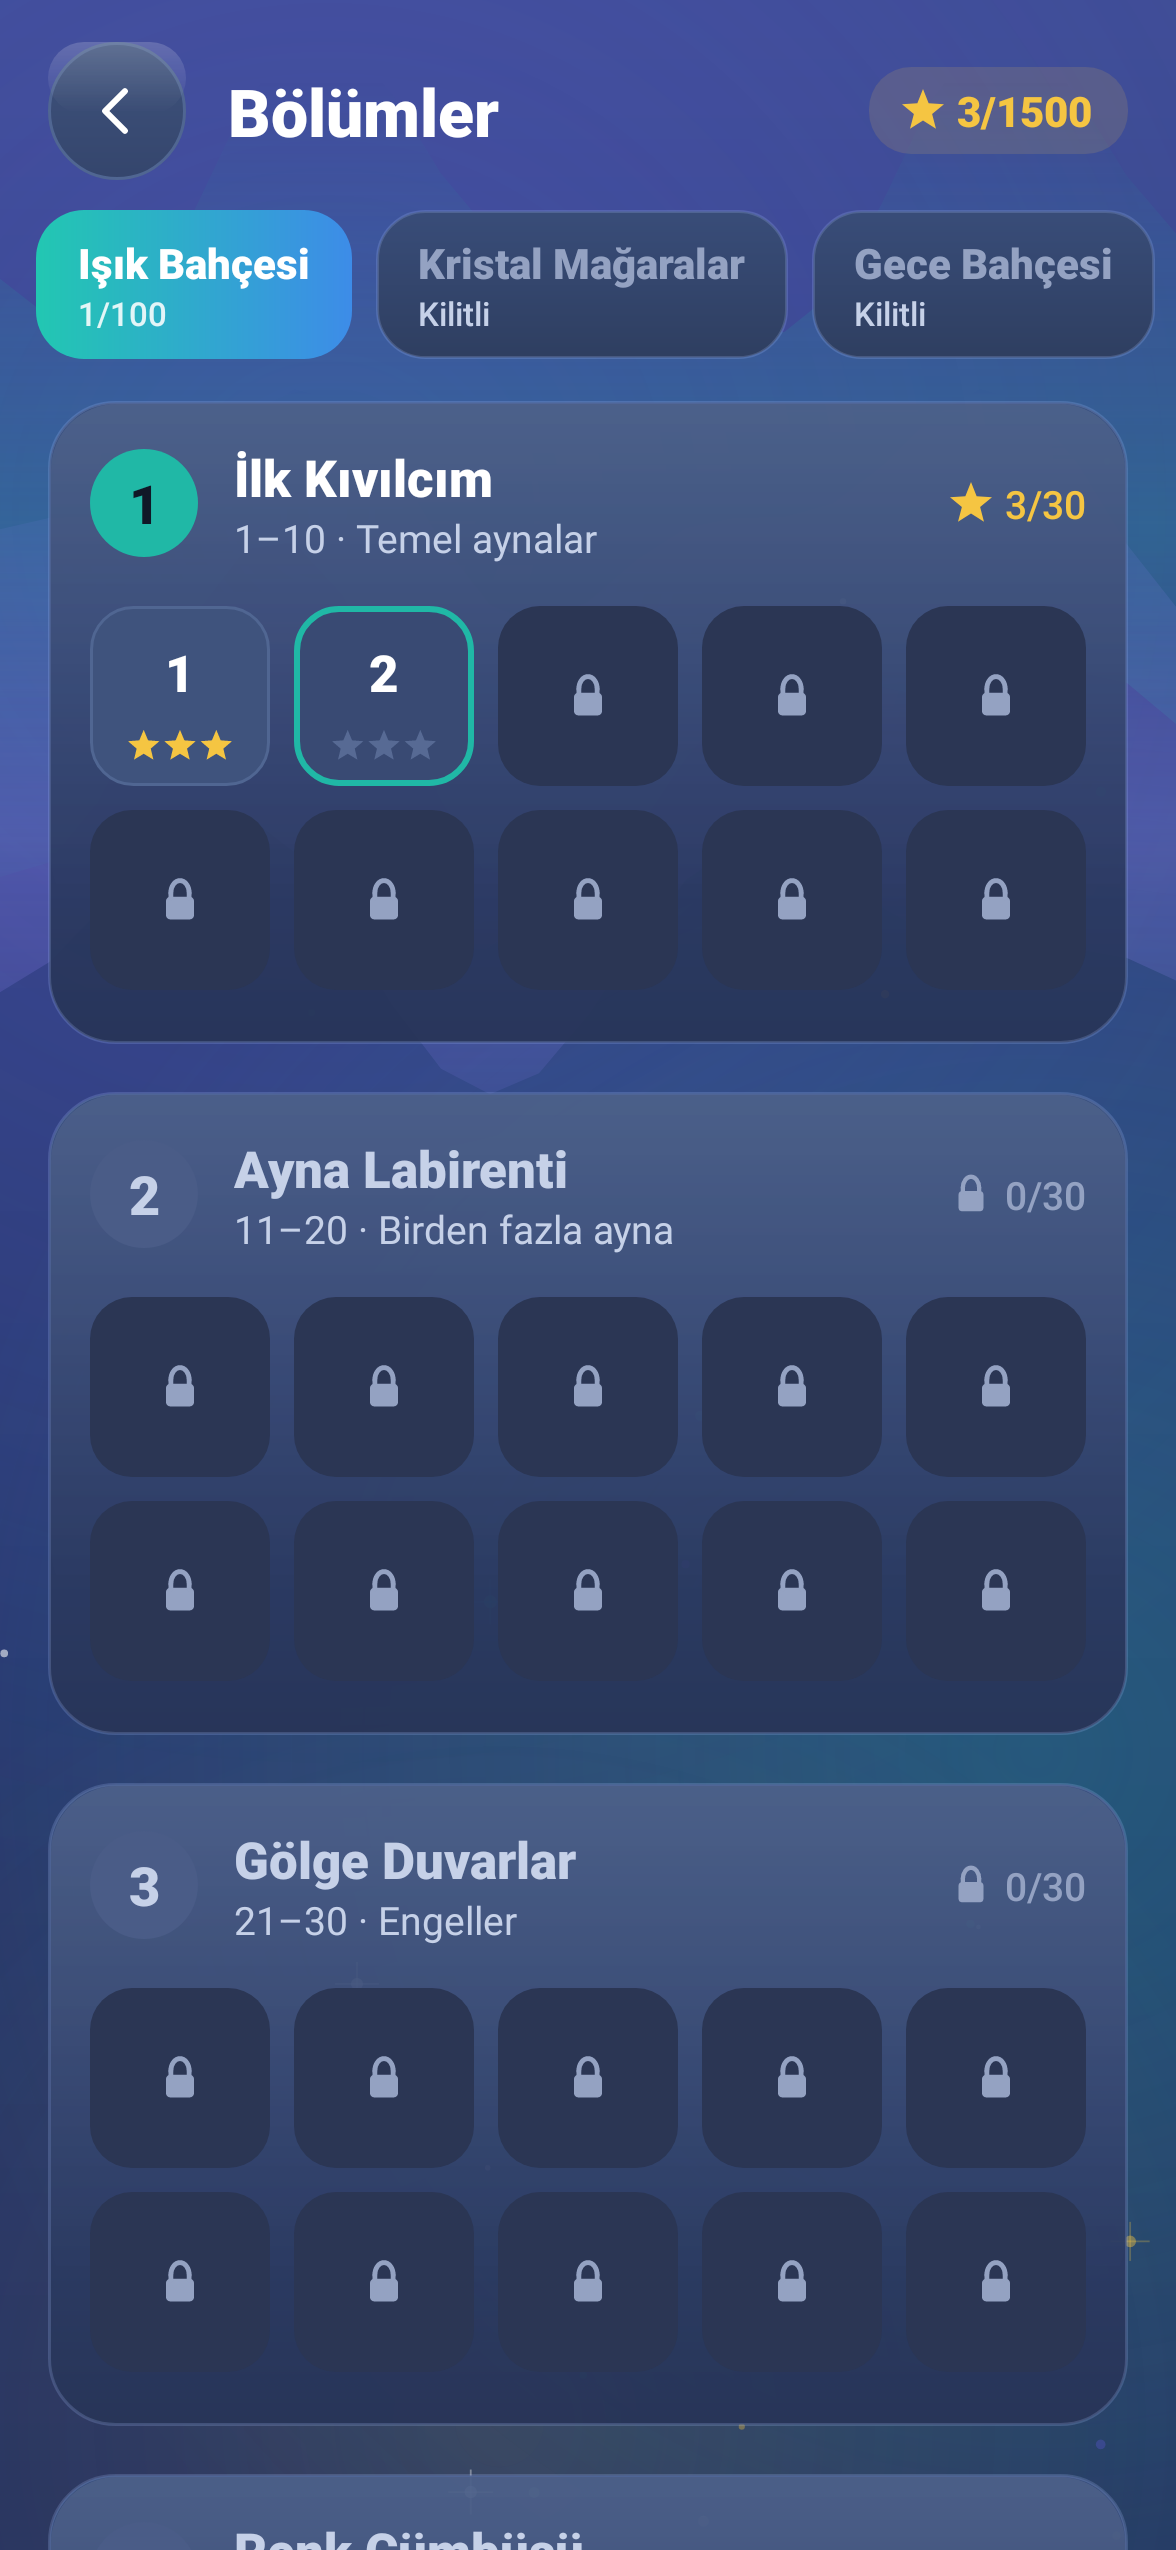 Bölümler
3/1500
Işık Bahçesi
1/100
Kristal Mağaralar
Kilitli
Gece Bahçesi
Kilitli
1
İlk Kıvılcım
1–10 · Temel aynalar
3/30
1
2
2
Ayna Labirenti
11–20 · Birden fazla ayna
0/30
3
Gölge Duvarlar
21–30 · Engeller
0/30